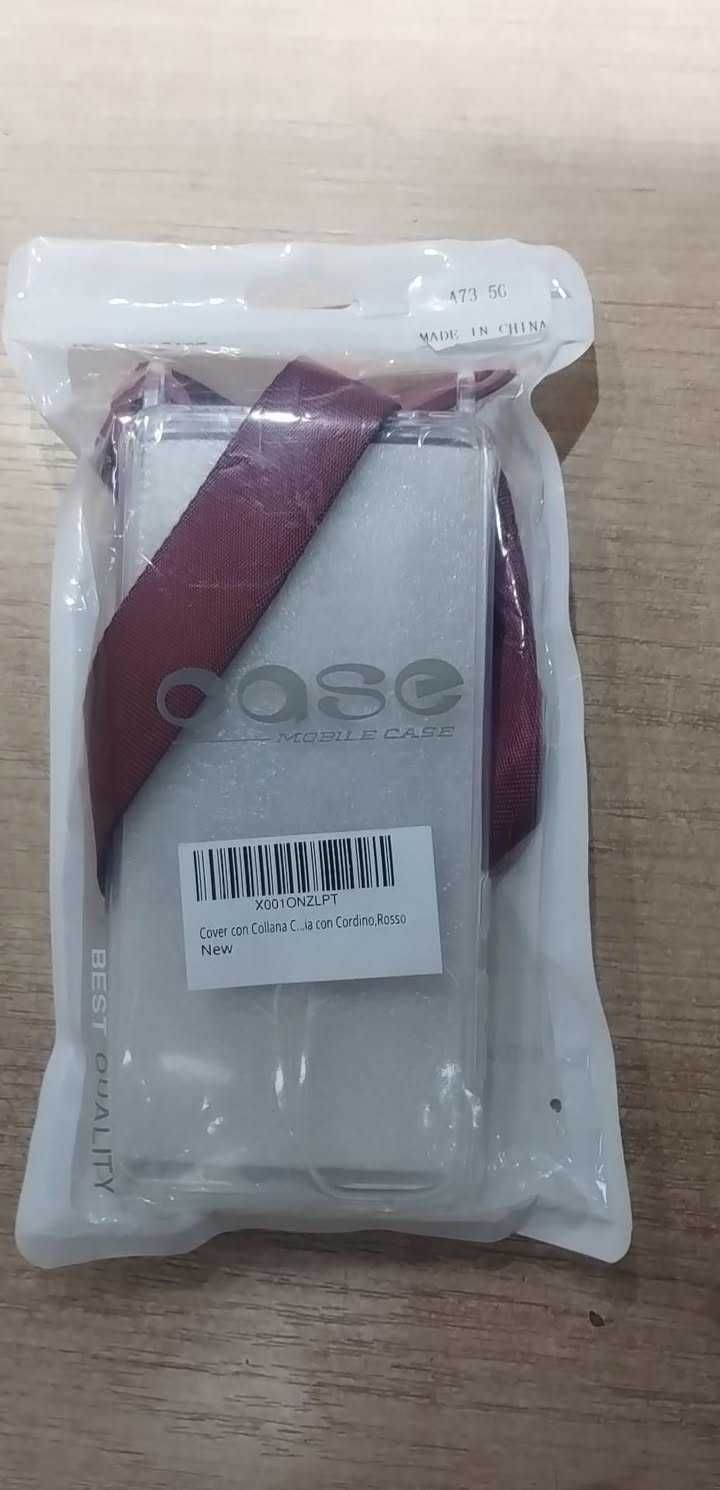 A73 5G
MADE IN CHINA
case
MOBILE CASE
X001ONZLPT
Cover con Collana C...ia con Cordino,Rosso
New
BEST QUALITY